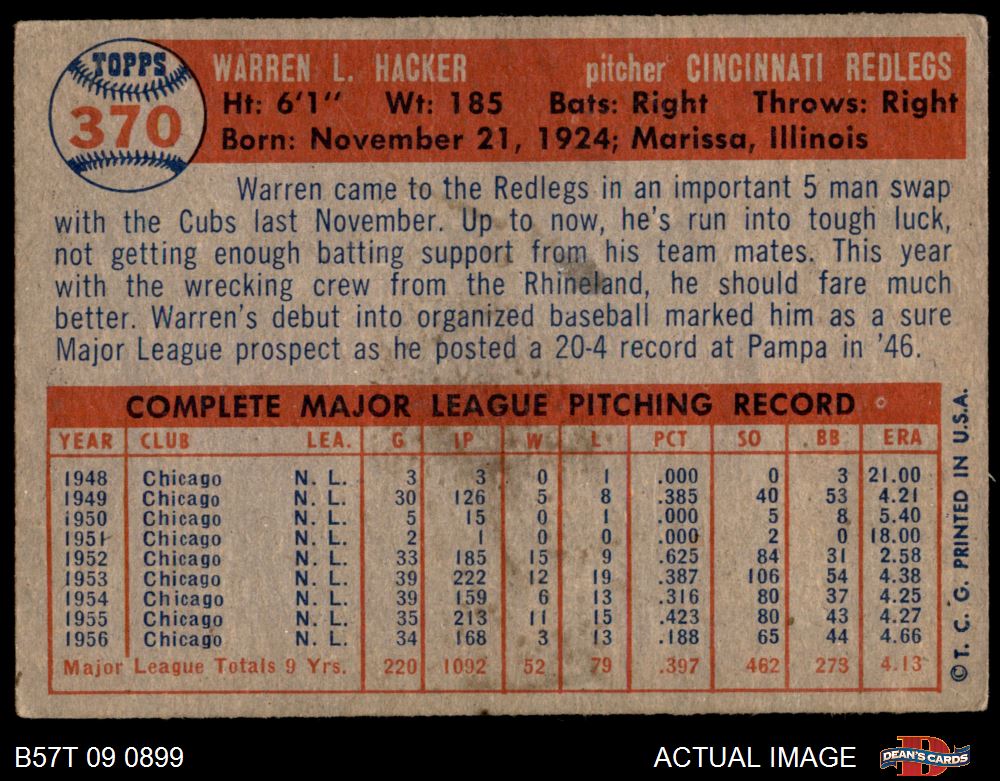 TOPPS
370
WARREN L. HACKER pitcher CINCINNATI REDLEGS
Ht: 6'1" Wt: 185 Bats: Right Throws: Right
Born: November 21, 1924; Marissa, Illinois
Warren came to the Redlegs in an important 5 man swap
with the Cubs last November. Up to now, he's run into tough luck,
not getting enough batting support from his team mates. This year
with the wrecking crew from the Rhineland, he should fare much
better. Warren's debut into organized baseball marked him as a sure
Major League prospect as he posted a 20-4 record at Pampa in '46.
COMPLETE MAJOR LEAGUE PITCHING RECORD
YEAR CLUB LEA. G IP W L PCT SO BB ERA
1948 Chicago N. L. 3 3 0 1 .000 0 3 21.00
1949 Chicago N. L. 30 126 5 8 .385 40 53 4.21
1950 Chicago N. L. 5 15 0 1 .000 5 8 5.40
1951 Chicago N. L. 2 1 0 0 .000 2 0 18.00
1952 Chicago N. L. 33 185 15 9 .625 84 31 2.58
1953 Chicago N. L. 39 222 12 19 .387 106 54 4.38
1954 Chicago N. L. 39 159 6 13 .316 80 37 4.25
1955 Chicago N. L. 35 213 11 15 .423 80 43 4.27
1956 Chicago N. L. 34 168 3 13 .188 65 44 4.66
Major League Totals 9 Yrs. 220 1092 52 79 .397 462 273 4.13
© T. C. G. PRINTED IN U.S.A.
B57T 09 0899 ACTUAL IMAGE DEAN'S CARDS